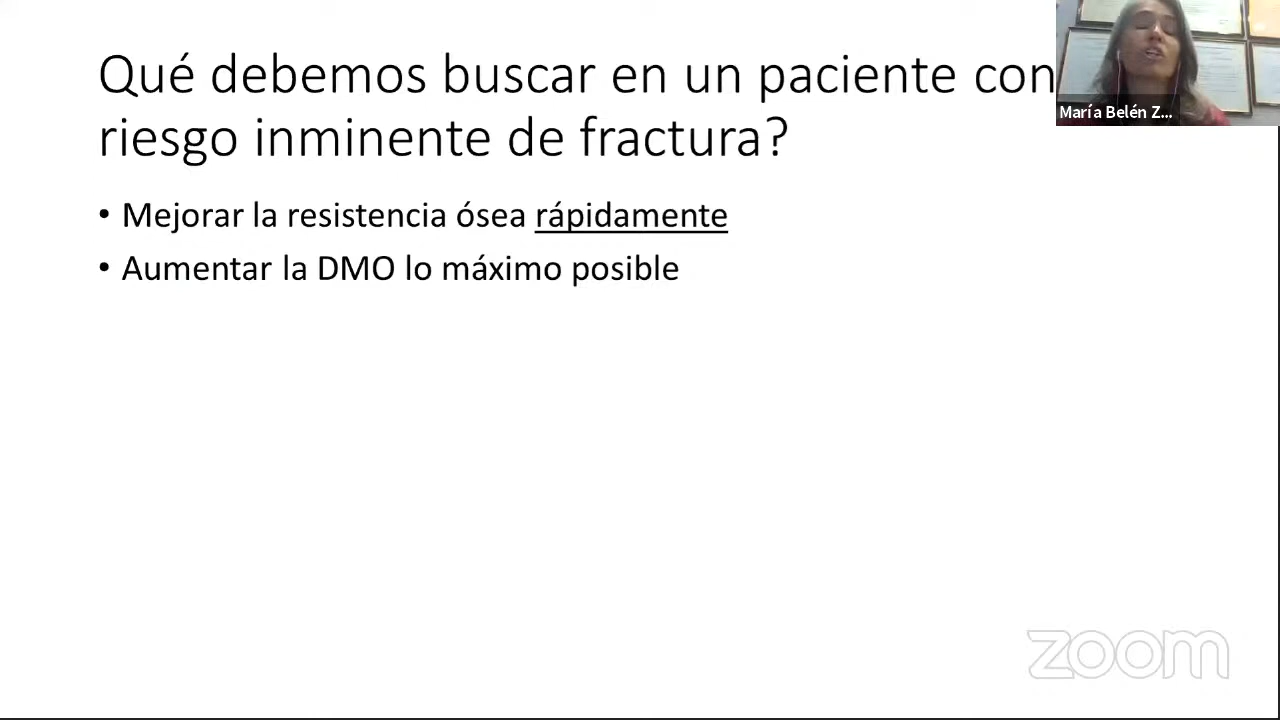 Qué debemos buscar en un paciente con
riesgo inminente de fractura?
• Mejorar la resistencia ósea rápidamente
• Aumentar la DMO lo máximo posible
María Belén Z...
zoom